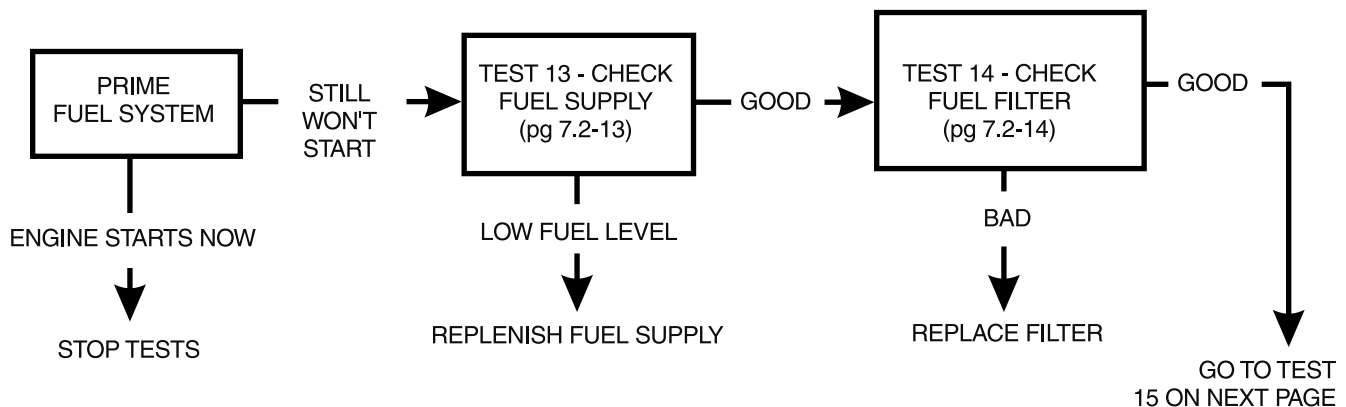 PRIME
FUEL SYSTEM
STILL
WON'T
START
TEST 13 - CHECK
FUEL SUPPLY
(pg 7.2-13)
GOOD
TEST 14 - CHECK
FUEL FILTER
(pg 7.2-14)
GOOD
ENGINE STARTS NOW
LOW FUEL LEVEL
BAD
STOP TESTS
REPLENISH FUEL SUPPLY
REPLACE FILTER
GO TO TEST
15 ON NEXT PAGE